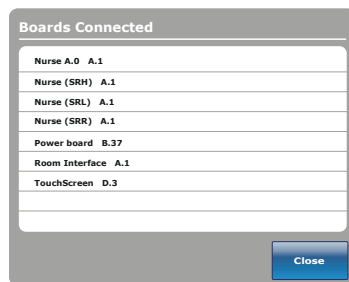 Boards Connected
Nurse A.0 A.1
Nurse (SRH) A.1
Nurse (SRL) A.1
Nurse (SRR) A.1
Power board B.37
Room Interface A.1
TouchScreen D.3
Close